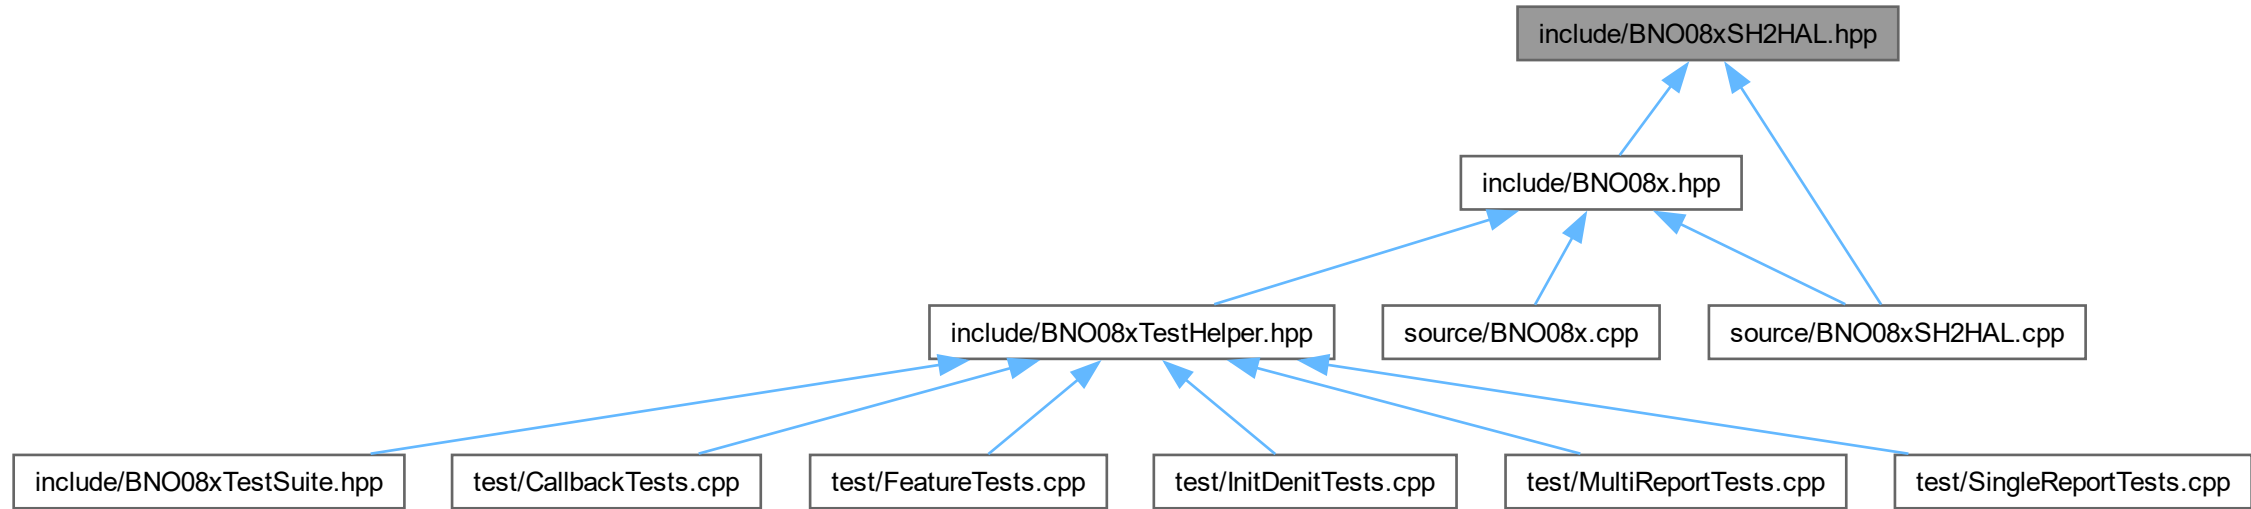 include/BNO08xSH2HAL.hpp
include/BNO08x.hpp
include/BNO08xTestHelper.hpp
source/BNO08x.cpp
source/BNO08xSH2HAL.cpp
include/BNO08xTestSuite.hpp
test/CallbackTests.cpp
test/FeatureTests.cpp
test/InitDenitTests.cpp
test/MultiReportTests.cpp
test/SingleReportTests.cpp